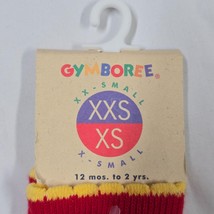 GYMBOREE®
XX-SMALL
XXS
XS
X-SMALL
12 mos. to 2 yrs.